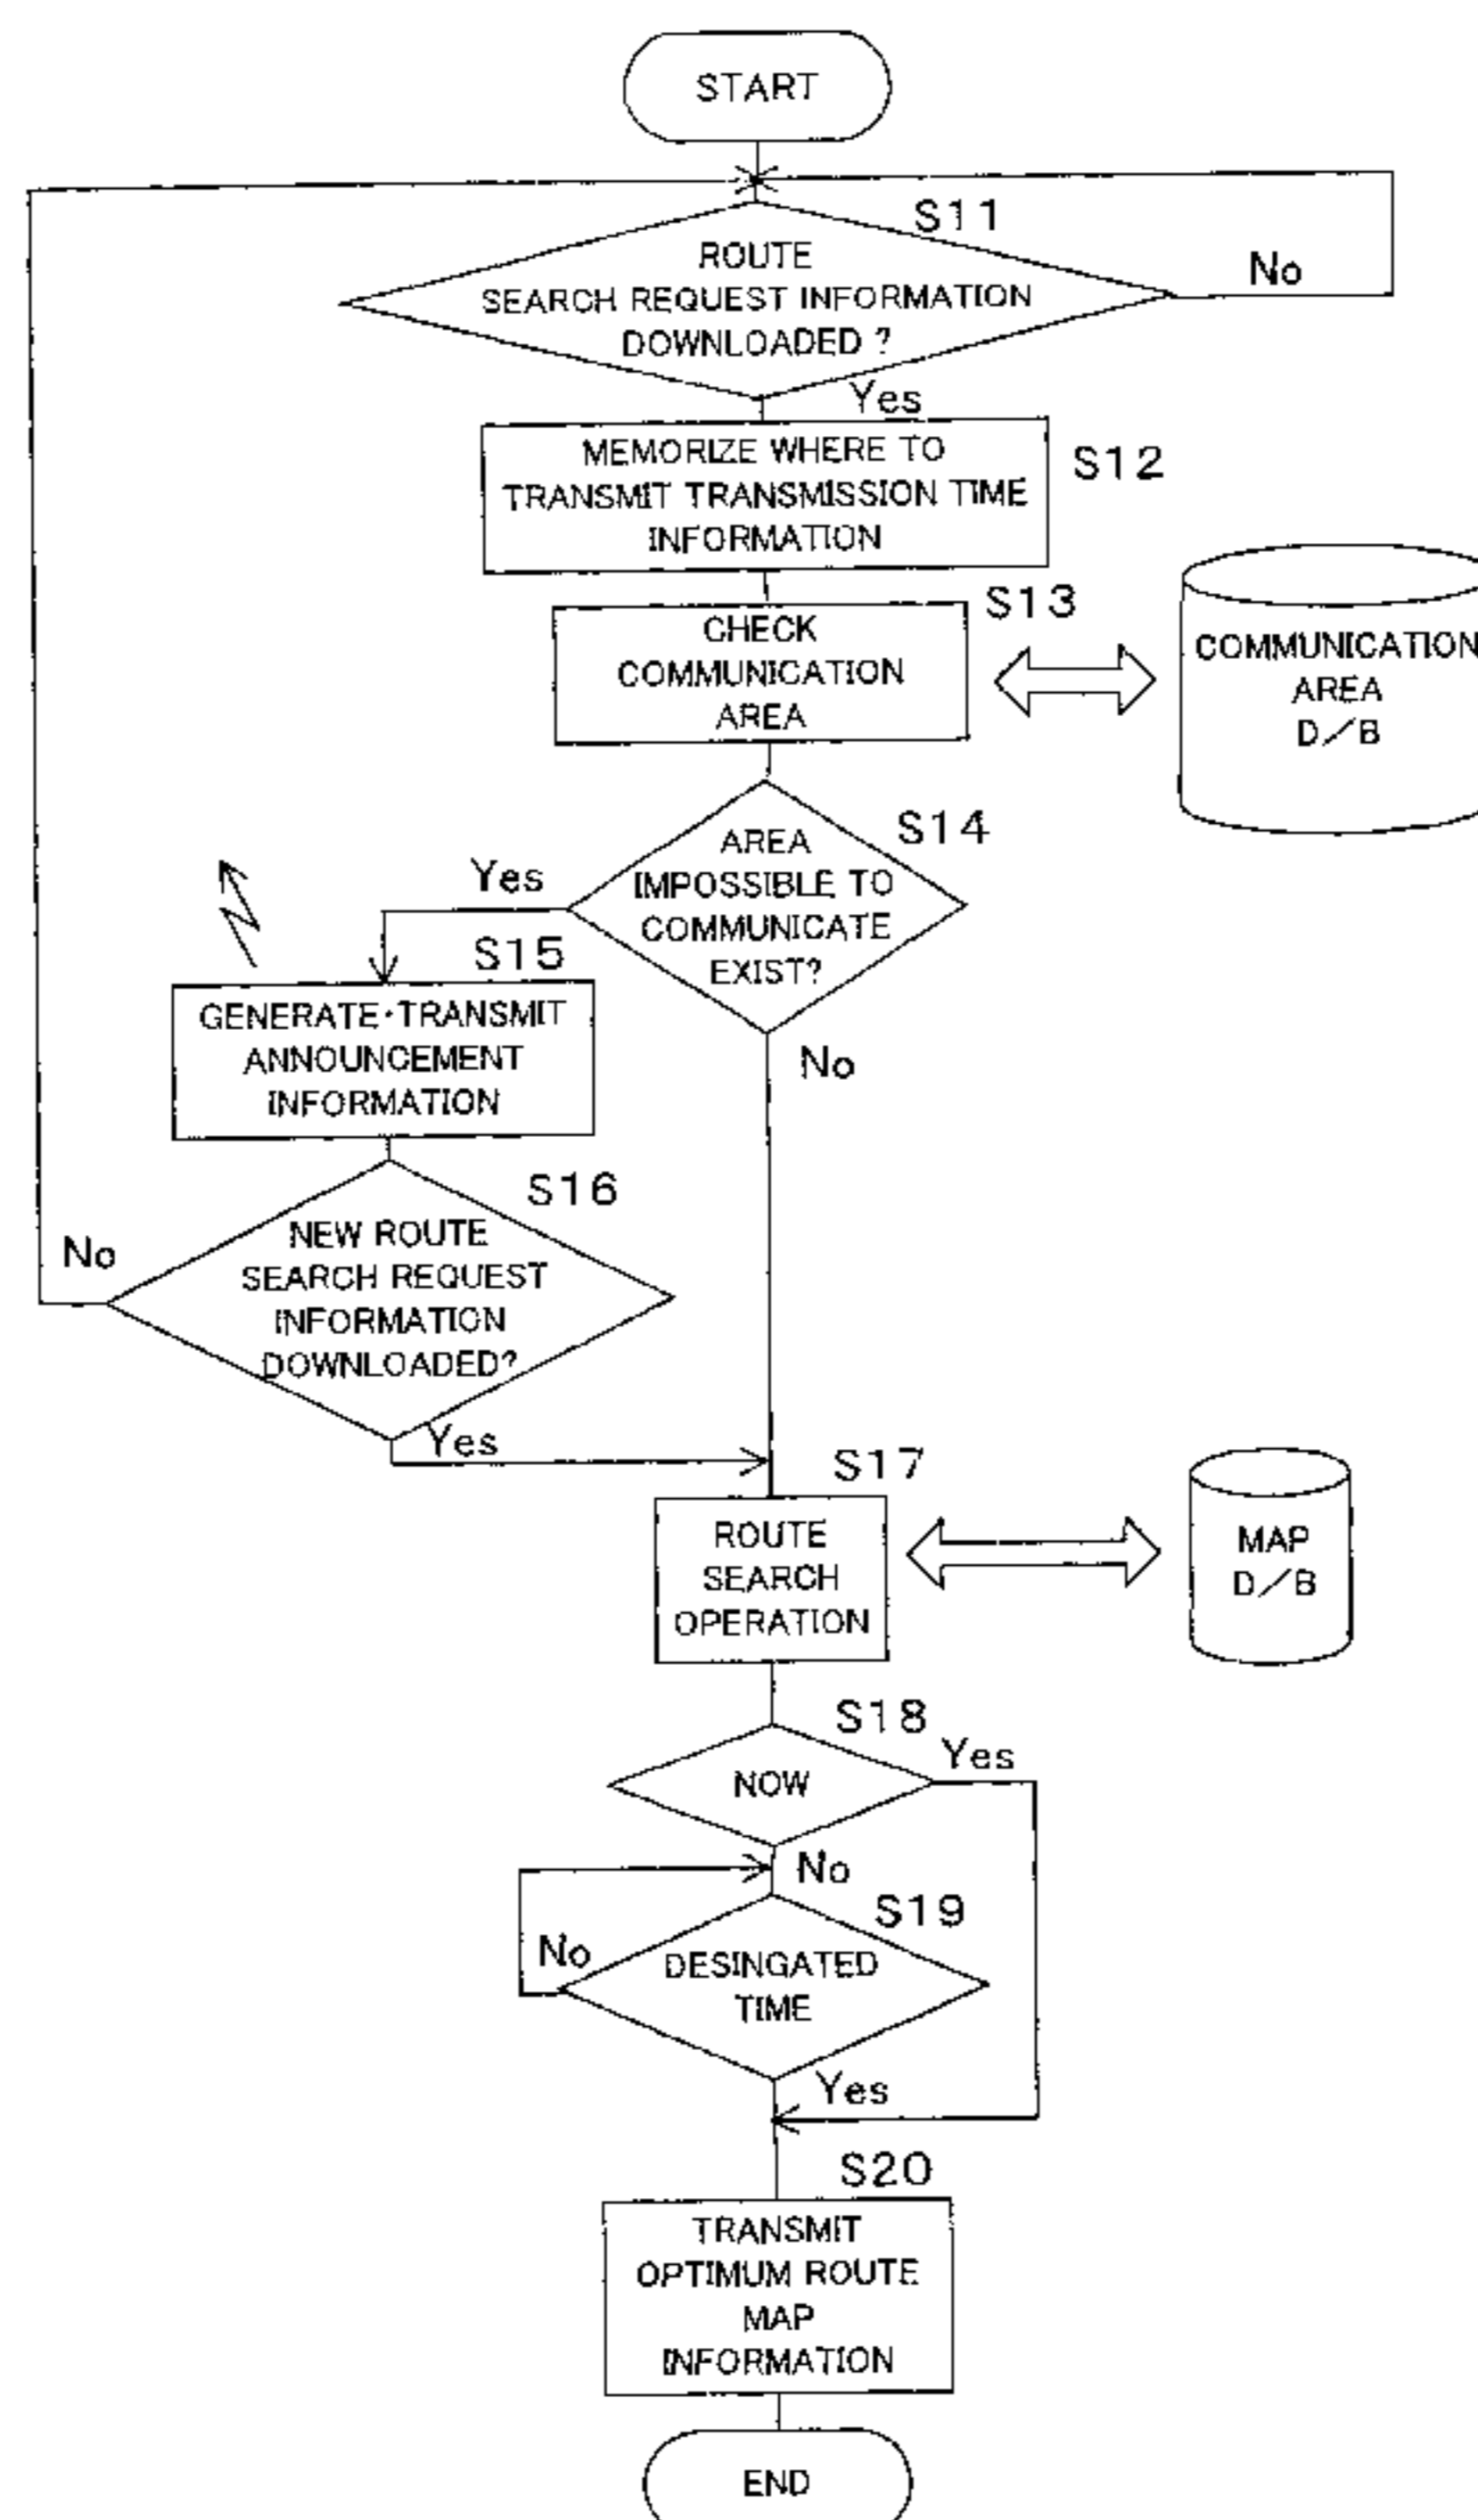 START
S11
ROUTE
SEARCH REQUEST INFORMATION
DOWNLOADED ?
No
Yes
MEMORIZE WHERE TO
TRANSMIT TRANSMISSION TIME
INFORMATION
S12
CHECK
COMMUNICATION
AREA
S13
COMMUNICATION
AREA
D/B
S14
AREA
IMPOSSIBLE TO
COMMUNICATE
EXIST?
Yes
No
S15
GENERATE·TRANSMIT
ANNOUNCEMENT
INFORMATION
S16
NEW ROUTE
SEARCH REQUEST
INFORMATION
DOWNLOADED?
No
Yes
S17
ROUTE
SEARCH
OPERATION
MAP
D/B
S18
NOW
Yes
No
S19
DESINGATED
TIME
No
Yes
S20
TRANSMIT
OPTIMUM ROUTE
MAP
INFORMATION
END